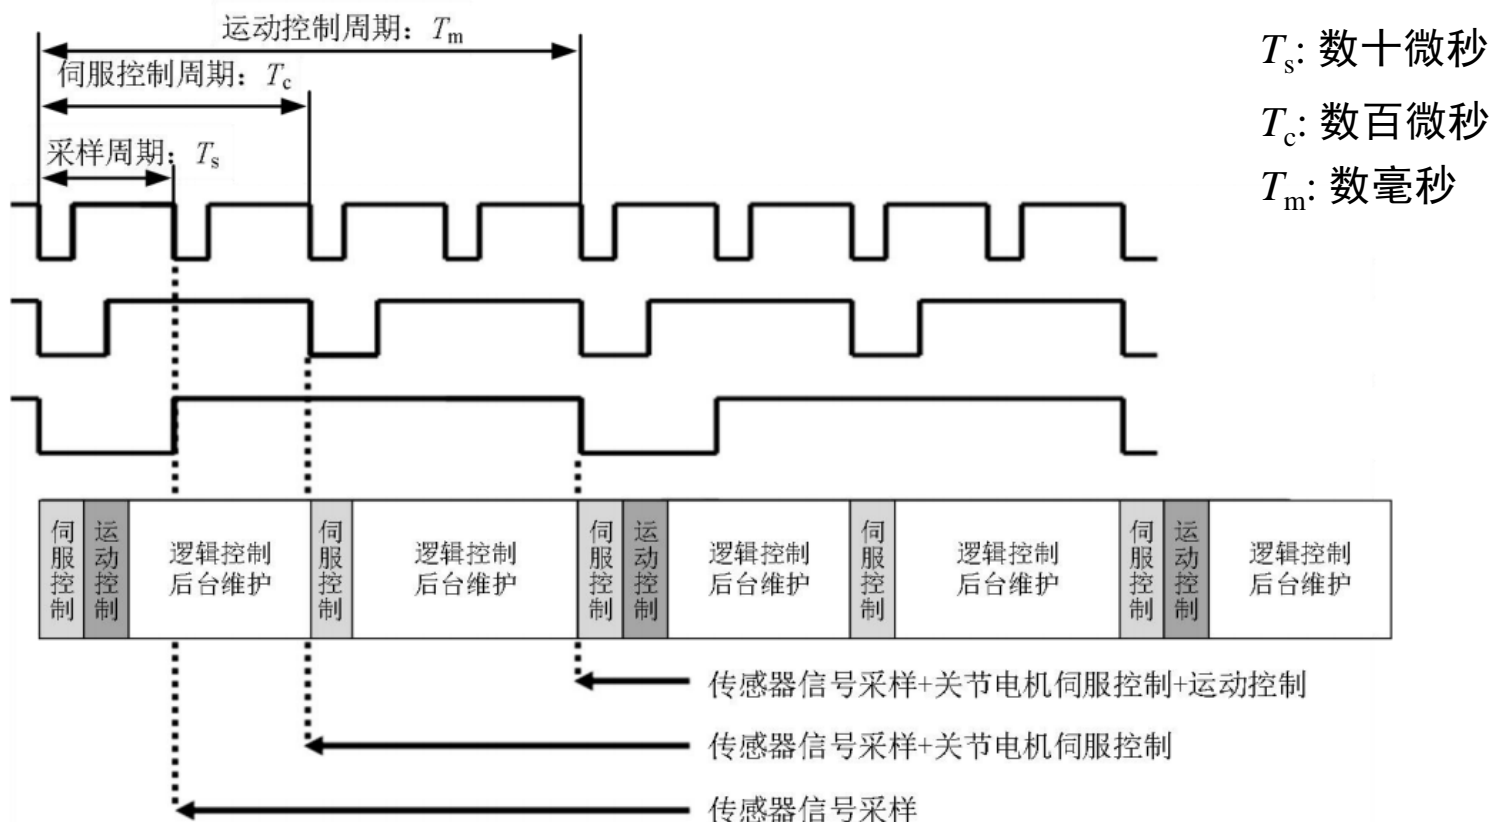 运动控制周期：Tm
伺服控制周期：Tc
采样周期：Ts
Ts: 数十微秒
Tc: 数百微秒
Tm: 数毫秒
伺服控制
运动控制
逻辑控制
后台维护
伺服控制
逻辑控制
后台维护
伺服控制
运动控制
逻辑控制
后台维护
伺服控制
逻辑控制
后台维护
伺服控制
运动控制
逻辑控制
后台维护
传感器信号采样+关节电机伺服控制+运动控制
传感器信号采样+关节电机伺服控制
传感器信号采样